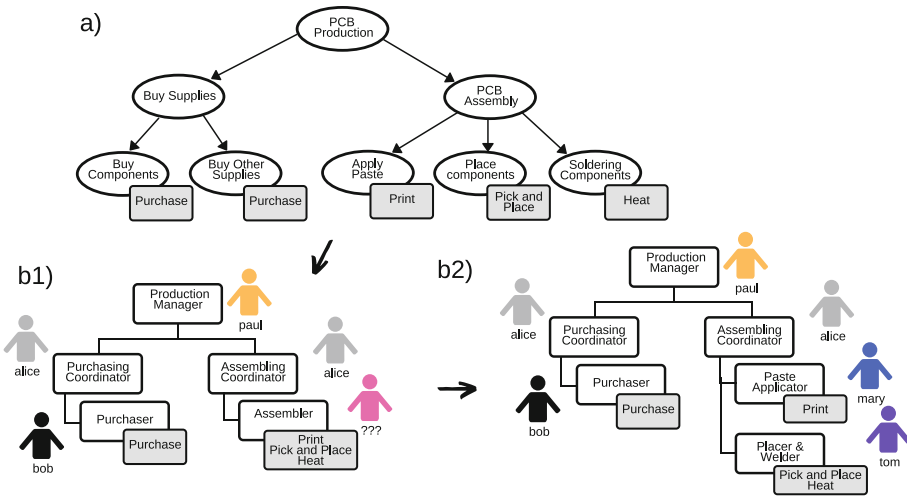 a)
PCB
Production
Buy Supplies
PCB
Assembly
Buy
Components
Purchase
Buy Other
Supplies
Purchase
Apply
Paste
Print
Place
components
Pick and
Place
Soldering
Components
Heat
b1)
Production
Manager
paul
alice
Purchasing
Coordinator
Assembling
Coordinator
alice
Purchaser
Purchase
bob
Assembler
Print
Pick and Place
Heat
???
b2)
Production
Manager
paul
alice
Purchasing
Coordinator
Assembling
Coordinator
alice
Purchaser
Purchase
bob
Paste
Applicator
Print
mary
Placer &
Welder
Pick and Place
Heat
tom